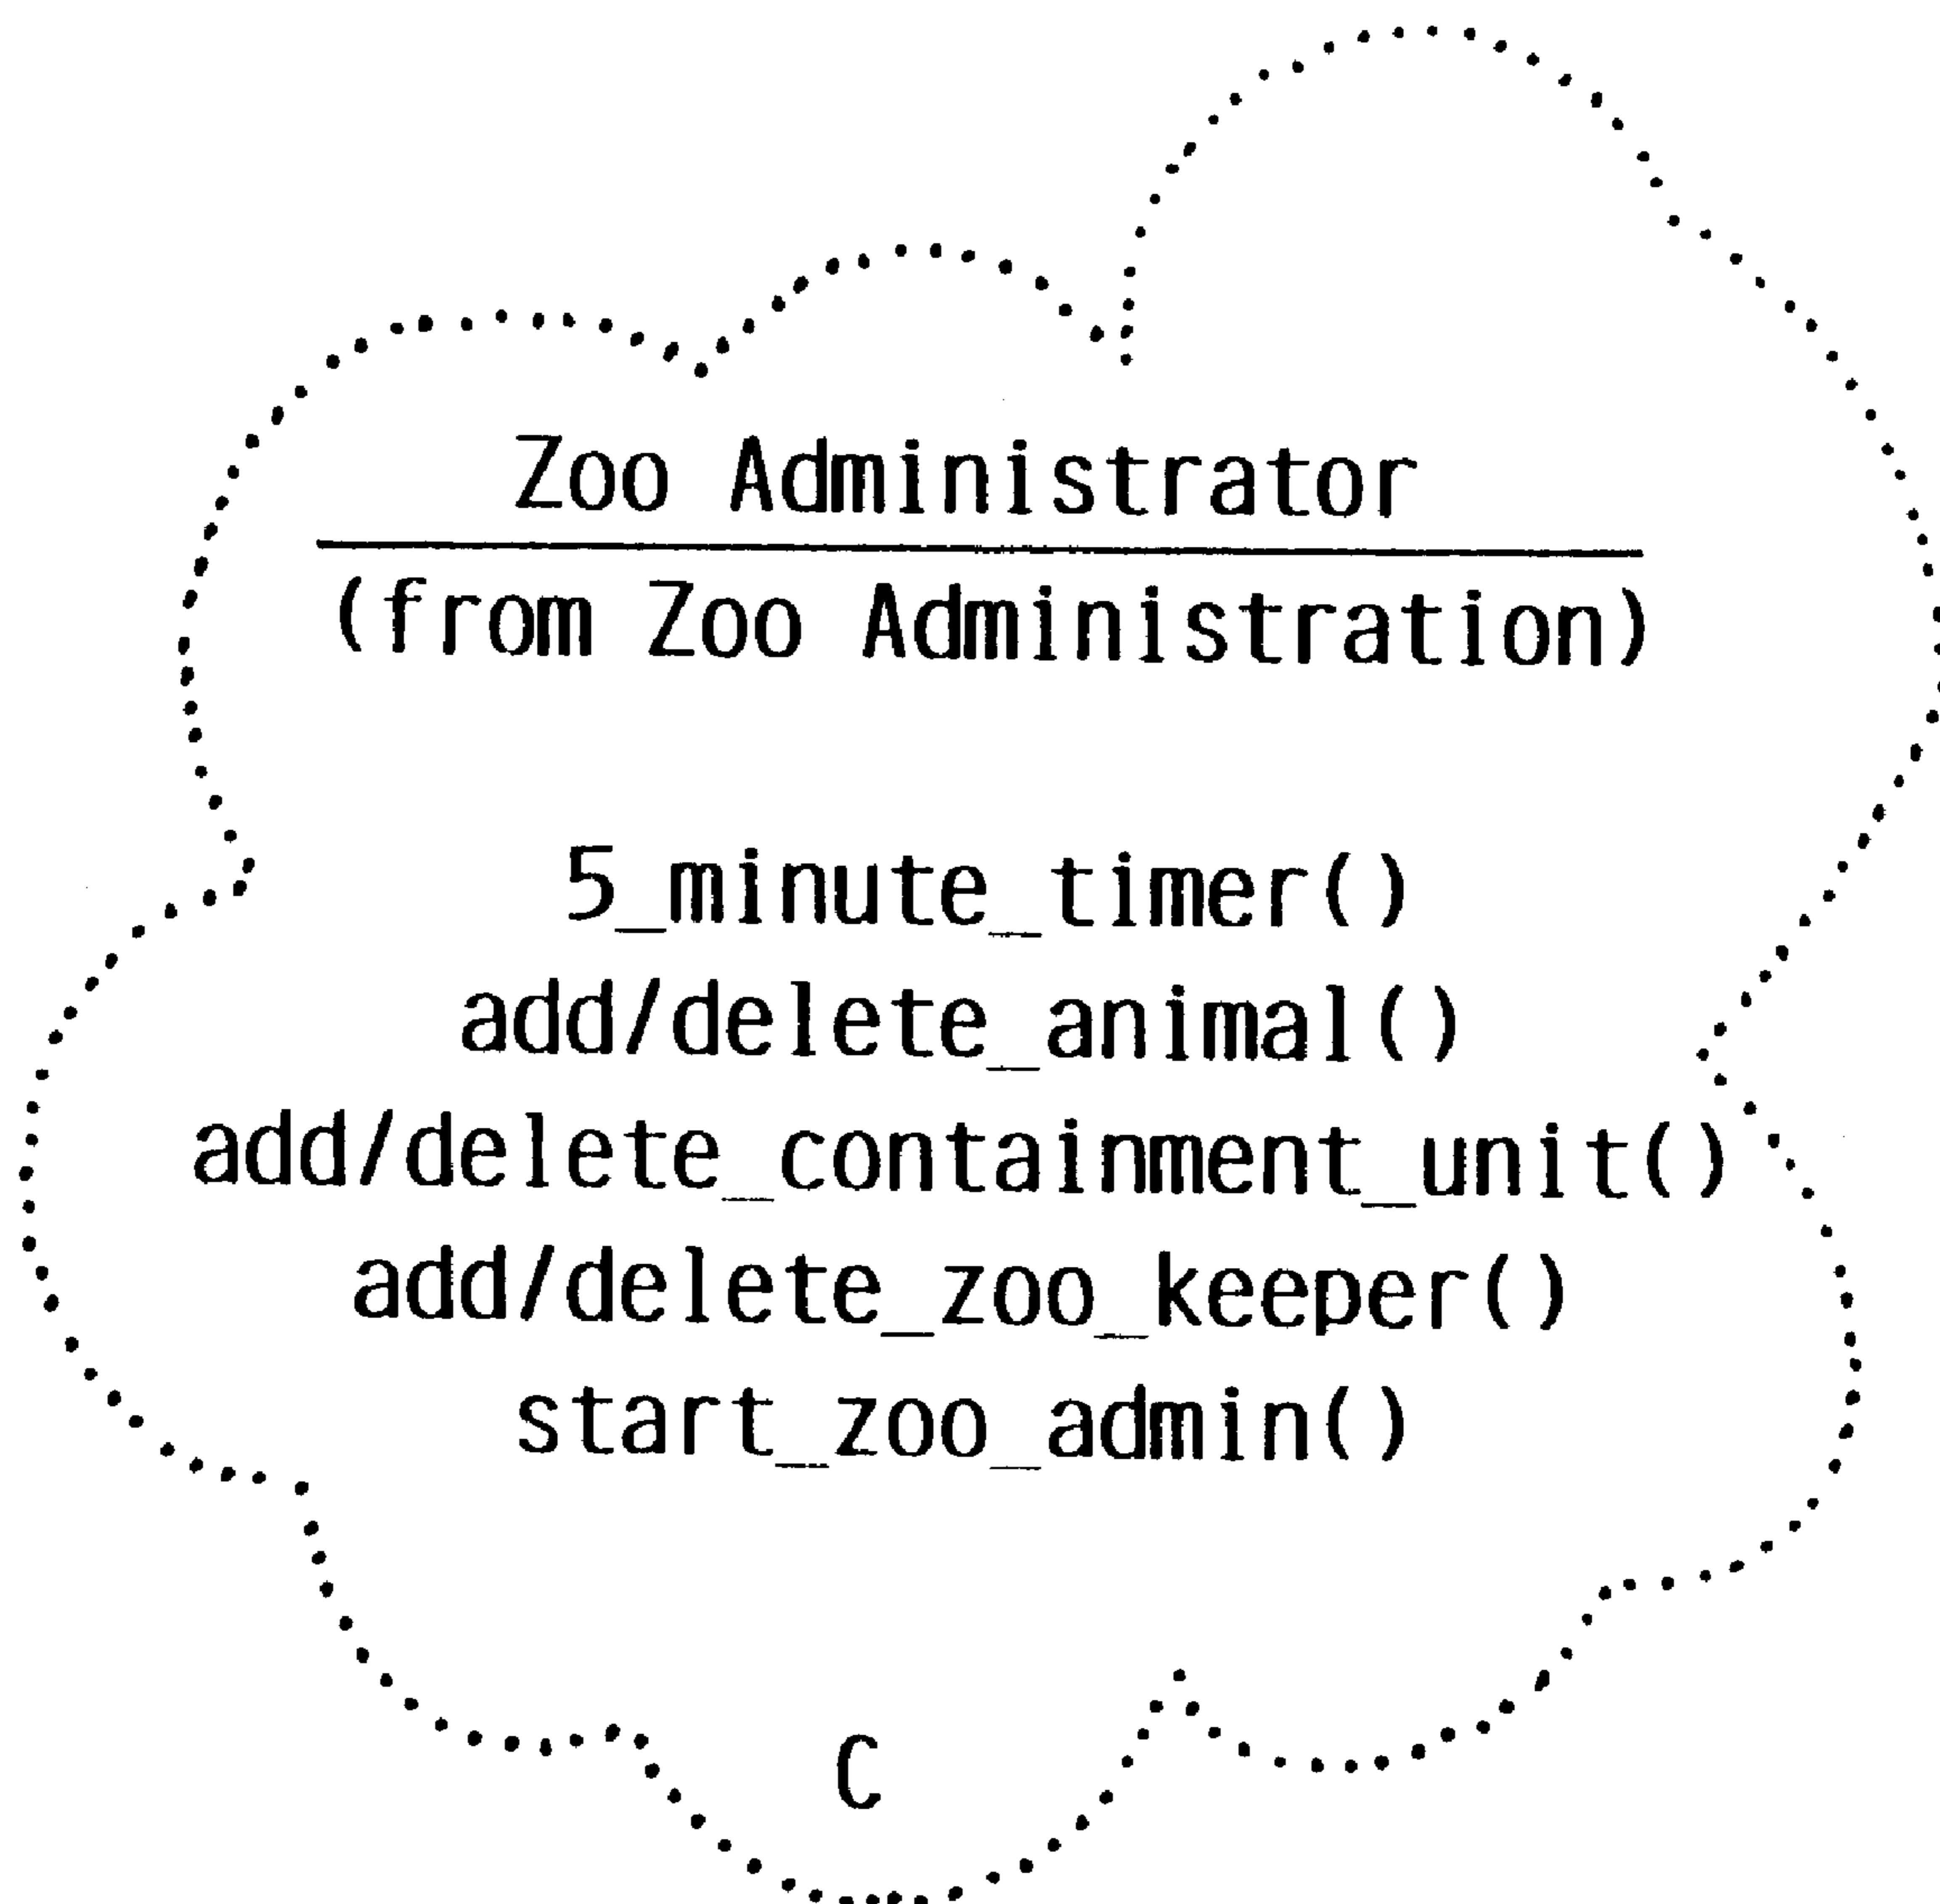 Zoo Administrator
(from Zoo Administration)
5_minute_timer()
add/delete_animal()
add/delete_containment_unit()
add/delete_zoo_keeper()
start_zoo_admin()
C